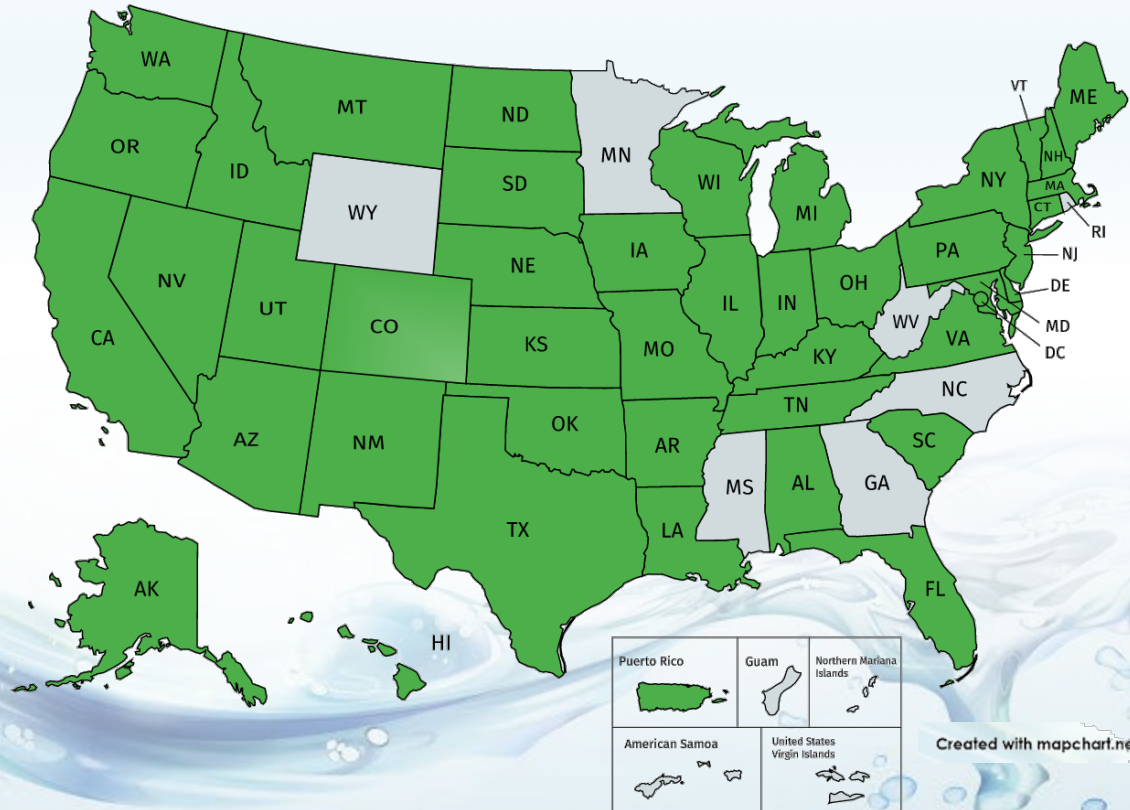 WA
MT
ND
MN
VT
ME
OR
ID
SD
WI
NY
NH
MA
WY
MI
CT
RI
NE
IA
PA
NJ
NV
UT
CO
IL
IN
OH
DE
CA
KS
MO
WV
VA
MD
KY
DC
NC
AZ
NM
OK
TN
AR
SC
MS
AL
GA
TX
LA
AK
FL
HI
Puerto Rico
Guam
Northern Mariana
Islands
American Samoa
United States
Virgin Islands
Created with mapchart.ne